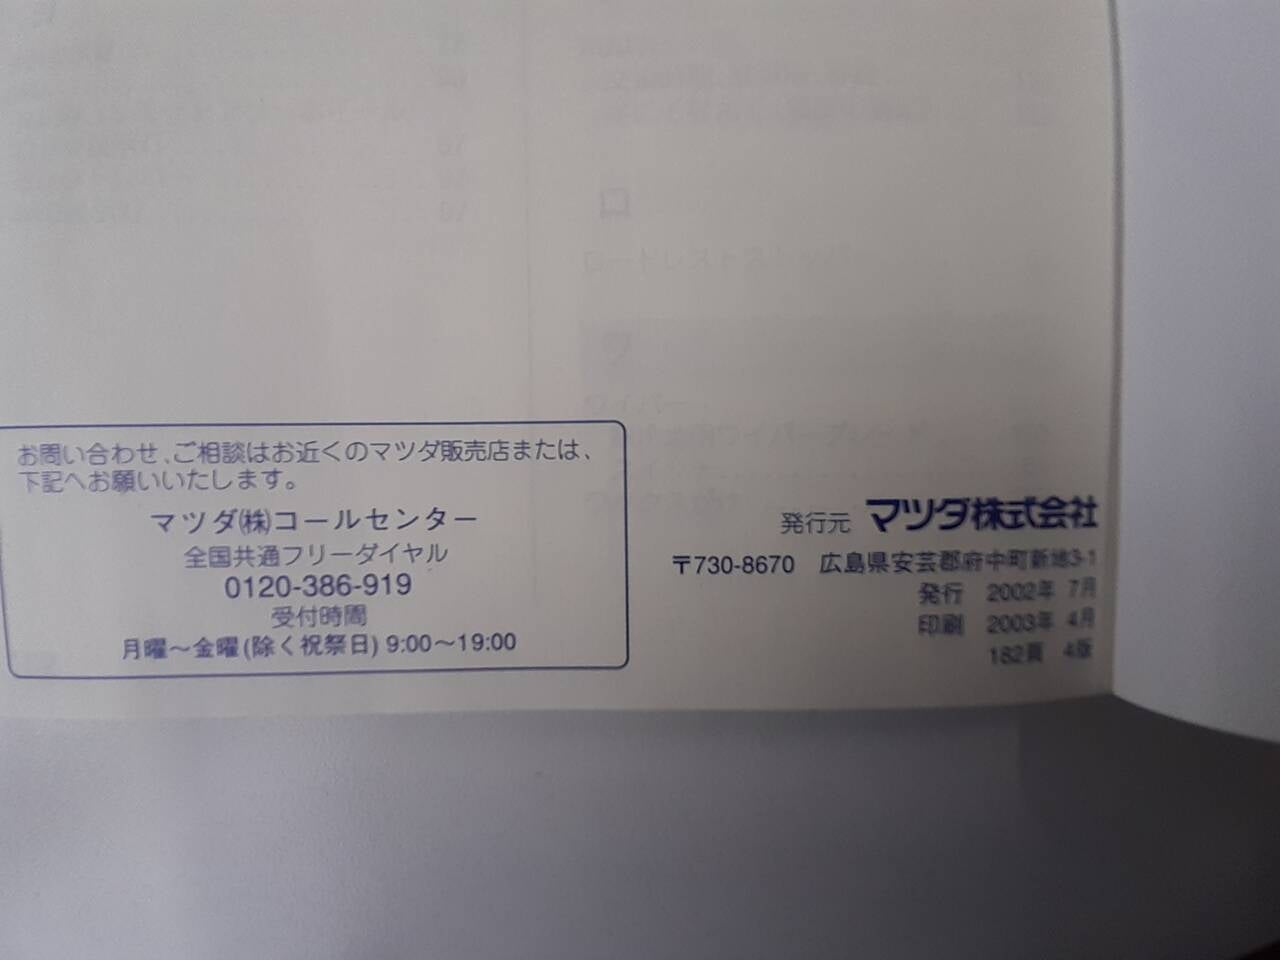 お問い合わせ、ご相談はお近くのマツダ販売店または、
下記へお願いいたします。
マツダ㈱コールセンター
全国共通フリーダイヤル
0120-386-919
受付時間
月曜～金曜(除く祝祭日) 9:00～19:00
発行元 マツダ株式会社
〒730-8670 広島県安芸郡府中町新地3-1
発行 2002年 7月
印刷 2003年 4月
182頁 4版